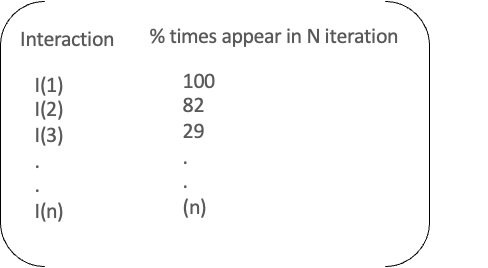 Interaction % times appear in N iteration
I(1) 100
I(2) 82
I(3) 29
. .
. .
I(n) (n)